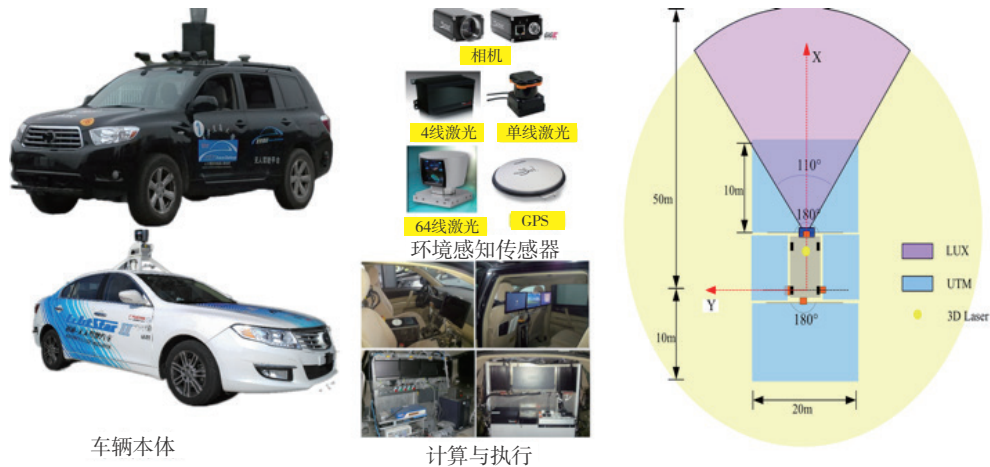 车辆本体
相机
4线激光
单线激光
64线激光
GPS
环境感知传感器
计算与执行
X
110°
10m
50m
180°
LUX
UTM
3D Laser
Y
180°
10m
20m